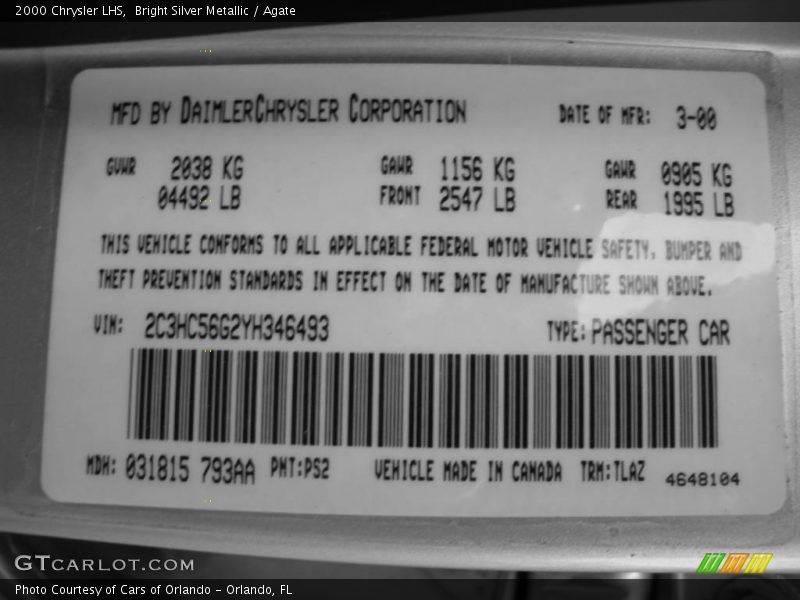 2000 Chrysler LHS,  Bright Silver Metallic / Agate
MFD BY DAIMLERCHRYSLER CORPORATION DATE OF MFR: 3-00
GVWR 2038 KG GAWR 1156 KG GAWR 0905 KG
04492 LB FRONT 2547 LB REAR 1995 LB
THIS VEHICLE CONFORMS TO ALL APPLICABLE FEDERAL MOTOR VEHICLE SAFETY, BUMPER AND
THEFT PREVENTION STANDARDS IN EFFECT ON THE DATE OF MANUFACTURE SHOWN ABOVE.
VIN: 2C3HC56G2YH346493 TYPE: PASSENGER CAR
MDH: 031815 793AA PNT:PS2 VEHICLE MADE IN CANADA TRM:TLAZ 4648104
GTCARLOT.COM
Photo Courtesy of Cars of Orlando - Orlando, FL